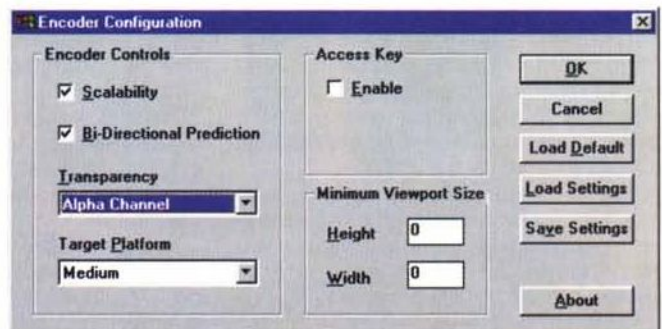 Encoder Configuration
Encoder Controls
Scalability
Bi-Directional Prediction
Transparency
Alpha Channel
Target Platform
Medium
Access Key
Enable
Minimum Viewport Size
Height 0
Width 0
OK
Cancel
Load Default
Load Settings
Save Settings
About